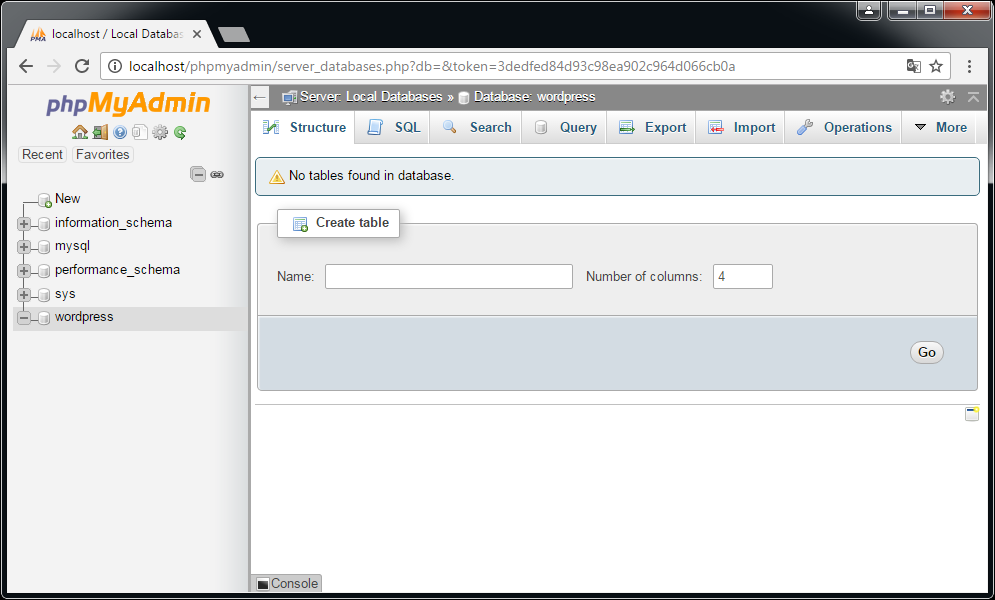 localhost / Local Databas
localhost/phpmyadmin/server_databases.php?db=&token=3dedfed84d93c98ea902c964d066cb0a
phpMyAdmin
Recent Favorites
New
information_schema
mysql
performance_schema
sys
wordpress
Server: Local Databases » Database: wordpress
Structure SQL Search Query Export Import Operations More
No tables found in database.
Create table
Name: Number of columns: 4
Go
Console